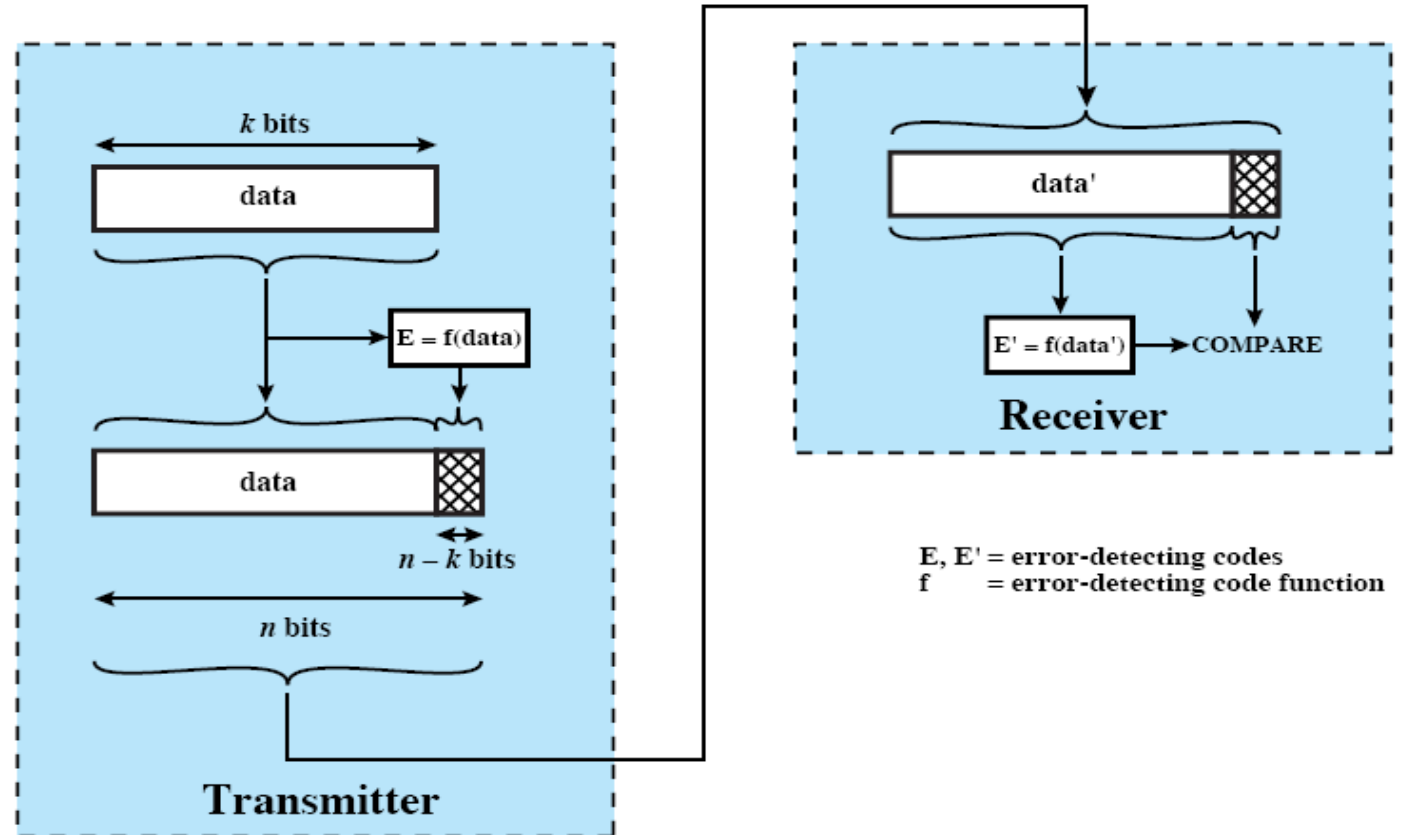 k bits
data
E = f(data)
data
n – k bits
n bits
Transmitter
data'
E' = f(data')
COMPARE
Receiver
E, E' = error-detecting codes
f = error-detecting code function